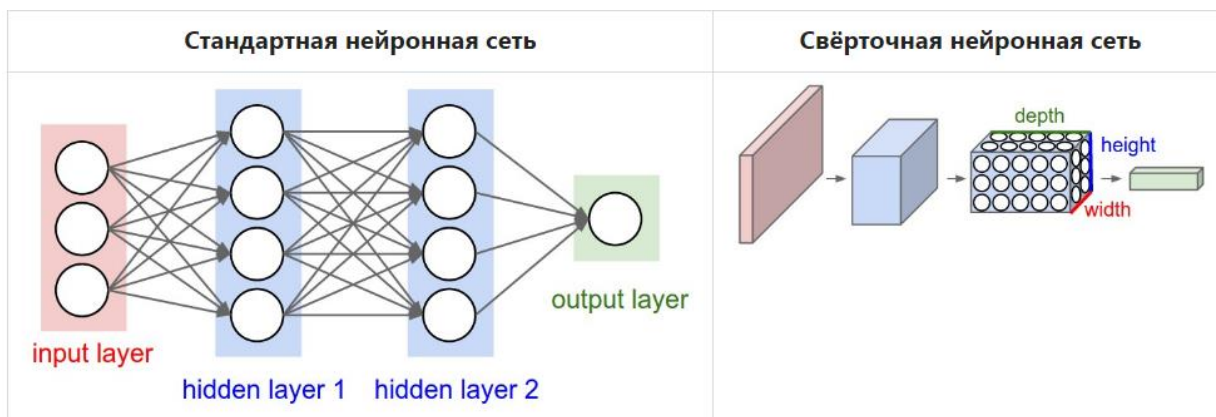 Стандартная нейронная сеть
Свёрточная нейронная сеть
input layer
hidden layer 1
hidden layer 2
output layer
depth
height
width